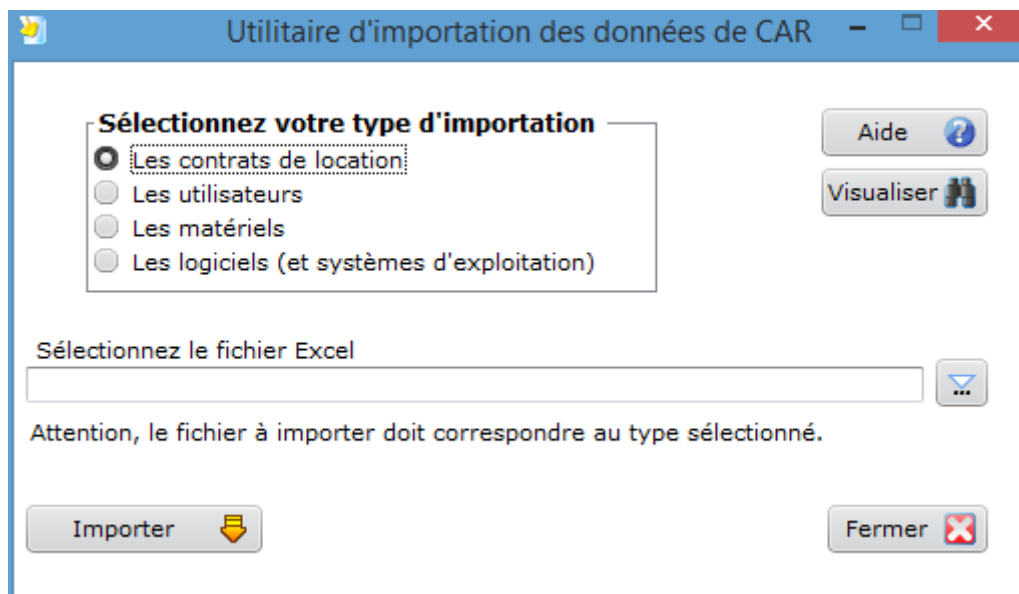 Utilitaire d'importation des données de CAR
Sélectionnez votre type d'importation
Les contrats de location
Les utilisateurs
Les matériels
Les logiciels (et systèmes d'exploitation)
Aide
Visualiser
Sélectionnez le fichier Excel
Attention, le fichier à importer doit correspondre au type sélectionné.
Importer
Fermer